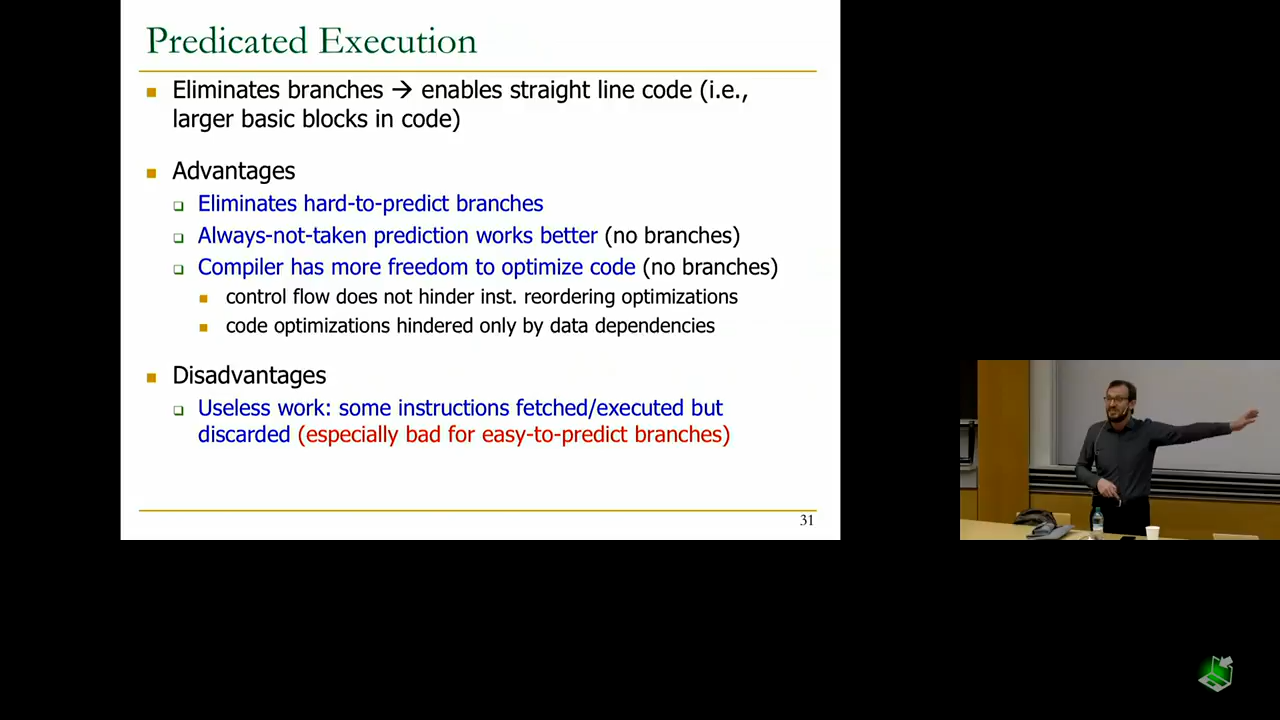 Predicated Execution
Eliminates branches → enables straight line code (i.e.,
larger basic blocks in code)
Advantages
Eliminates hard-to-predict branches
Always-not-taken prediction works better (no branches)
Compiler has more freedom to optimize code (no branches)
control flow does not hinder inst. reordering optimizations
code optimizations hindered only by data dependencies
Disadvantages
Useless work: some instructions fetched/executed but
discarded (especially bad for easy-to-predict branches)
31